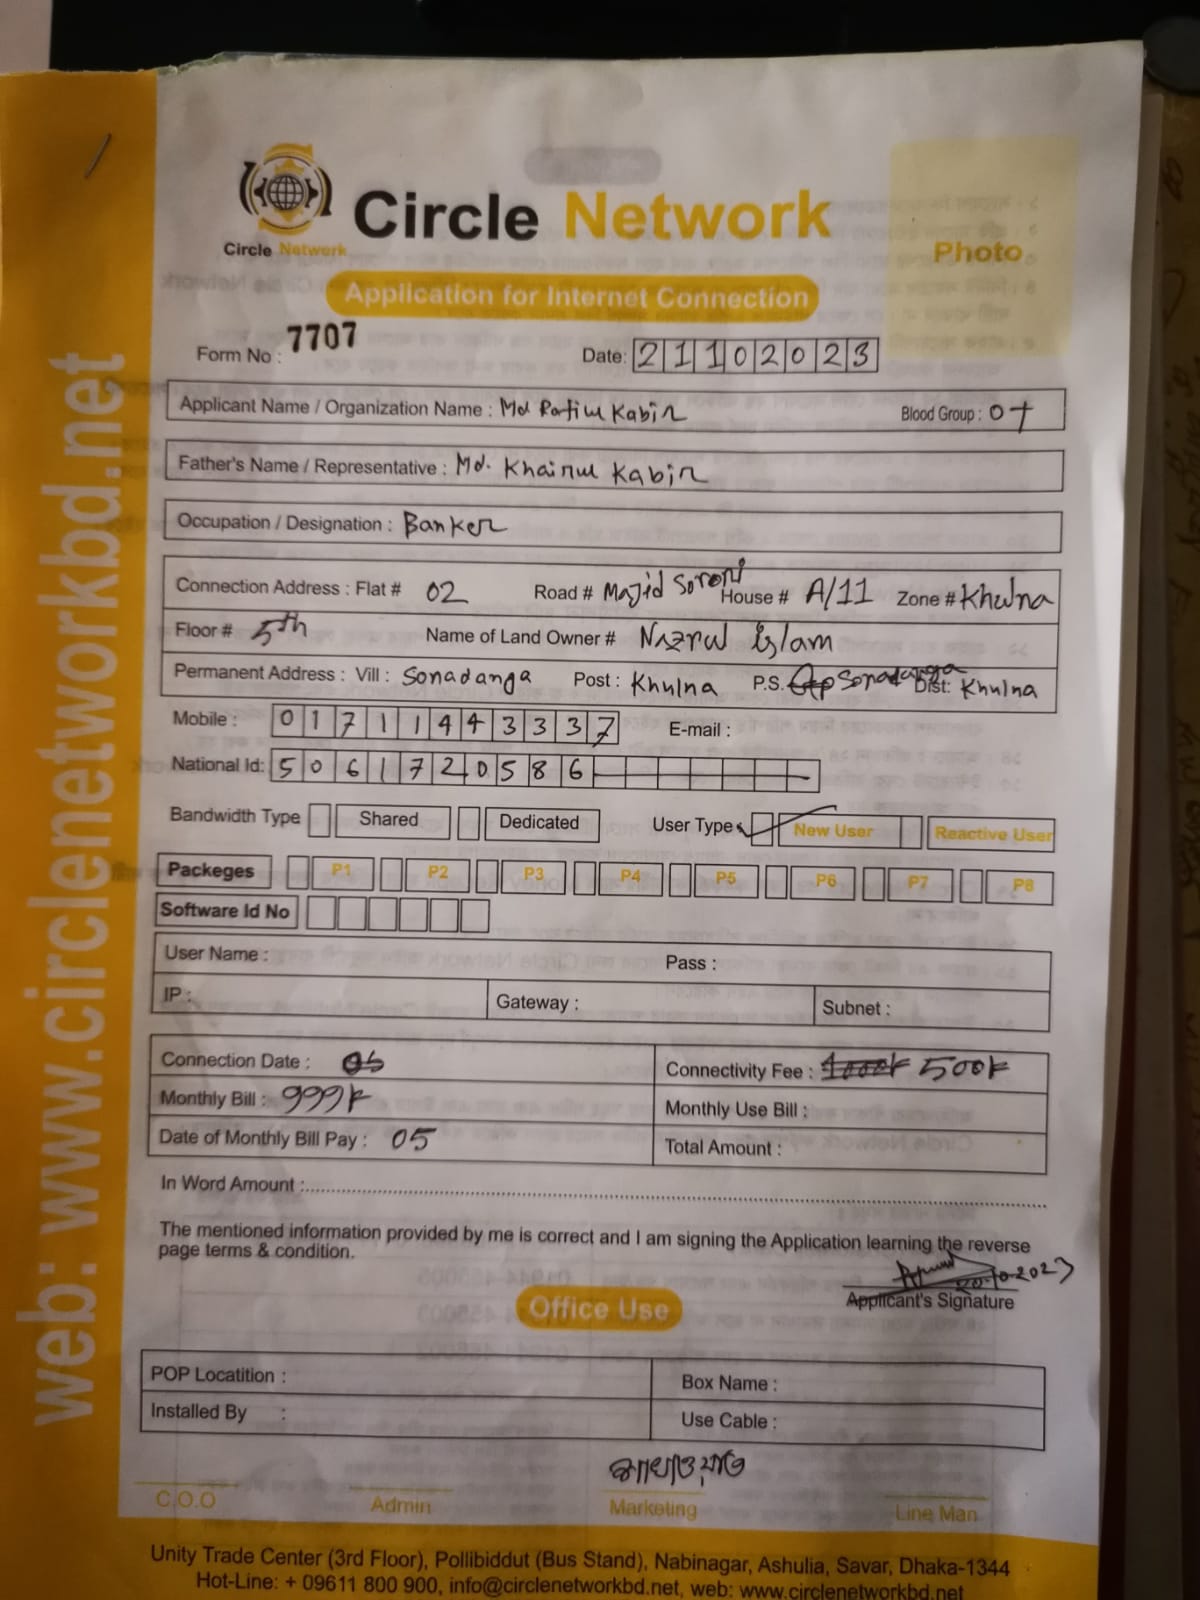 Circle Network
Circle Network
Photo
Application for Internet Connection
Form No : 7707
Date: 21102023
Applicant Name / Organization Name : Md Rafiul Kabir Blood Group : O+
Father's Name / Representative : Md. Khairul Kabir
Occupation / Designation : Banker
Connection Address : Flat # 02 Road # Majid Soroni House # A/11 Zone # Khulna
Floor # 5th Name of Land Owner # Nazrul islam
Permanent Address : Vill : Sonadanga Post : Khulna P.S. Sonadanga Dist: Khulna
Mobile : 01711443337 E-mail :
National Id: 5061720586
Bandwidth Type Shared Dedicated User Type New User Reactive User
Packeges P1 P2 P3 P4 P5 P6 P7 P8
Software Id No
User Name : Pass :
IP : Gateway : Subnet :
Connection Date : Connectivity Fee : 500
Monthly Bill : 999 Monthly Use Bill :
Date of Monthly Bill Pay : 05 Total Amount :
In Word Amount :
The mentioned information provided by me is correct and I am signing the Application learning the reverse
page terms & condition.
10-2023
Applicant's Signature
Office Use
POP Locatition : Box Name :
Installed By : Use Cable :
C.O.O Admin Marketing Line Man
Unity Trade Center (3rd Floor), Pollibiddut (Bus Stand), Nabinagar, Ashulia, Savar, Dhaka-1344
Hot-Line: + 09611 800 900, info@circlenetworkbd.net, web: www.circlenetworkbd.net
web: www.circlenetworkbd.net